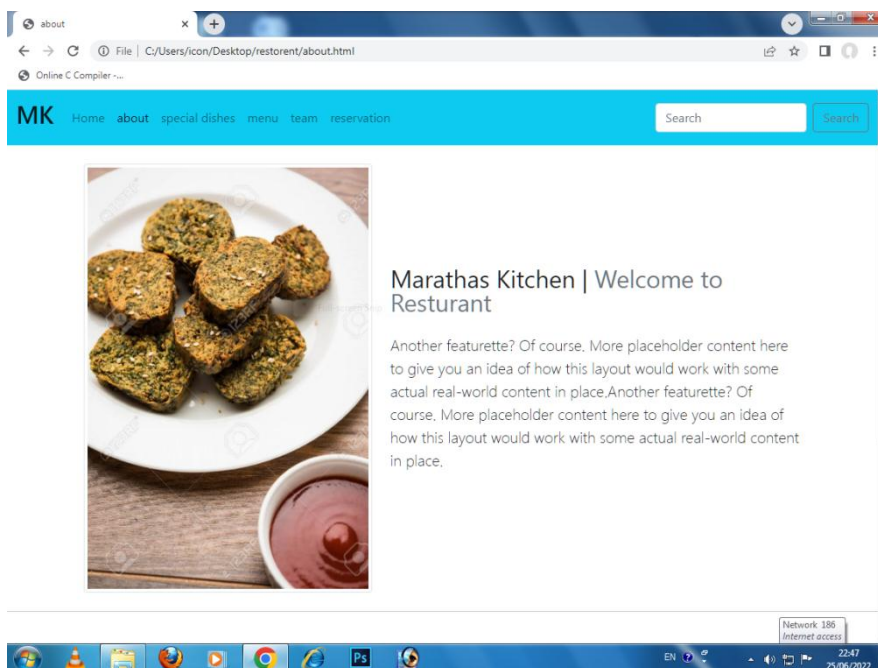 about
File | C:/Users/icon/Desktop/restorent/about.html
Online C Compiler -...
MK Home about special dishes menu team reservation Search Search
Marathas Kitchen | Welcome to
Resturant
Another featurette? Of course. More placeholder content here
to give you an idea of how this layout would work with some
actual real-world content in place.Another featurette? Of
course. More placeholder content here to give you an idea of
how this layout would work with some actual real-world content
in place.
Network 186
Internet access
Ps
EN
22:47
25/06/2022